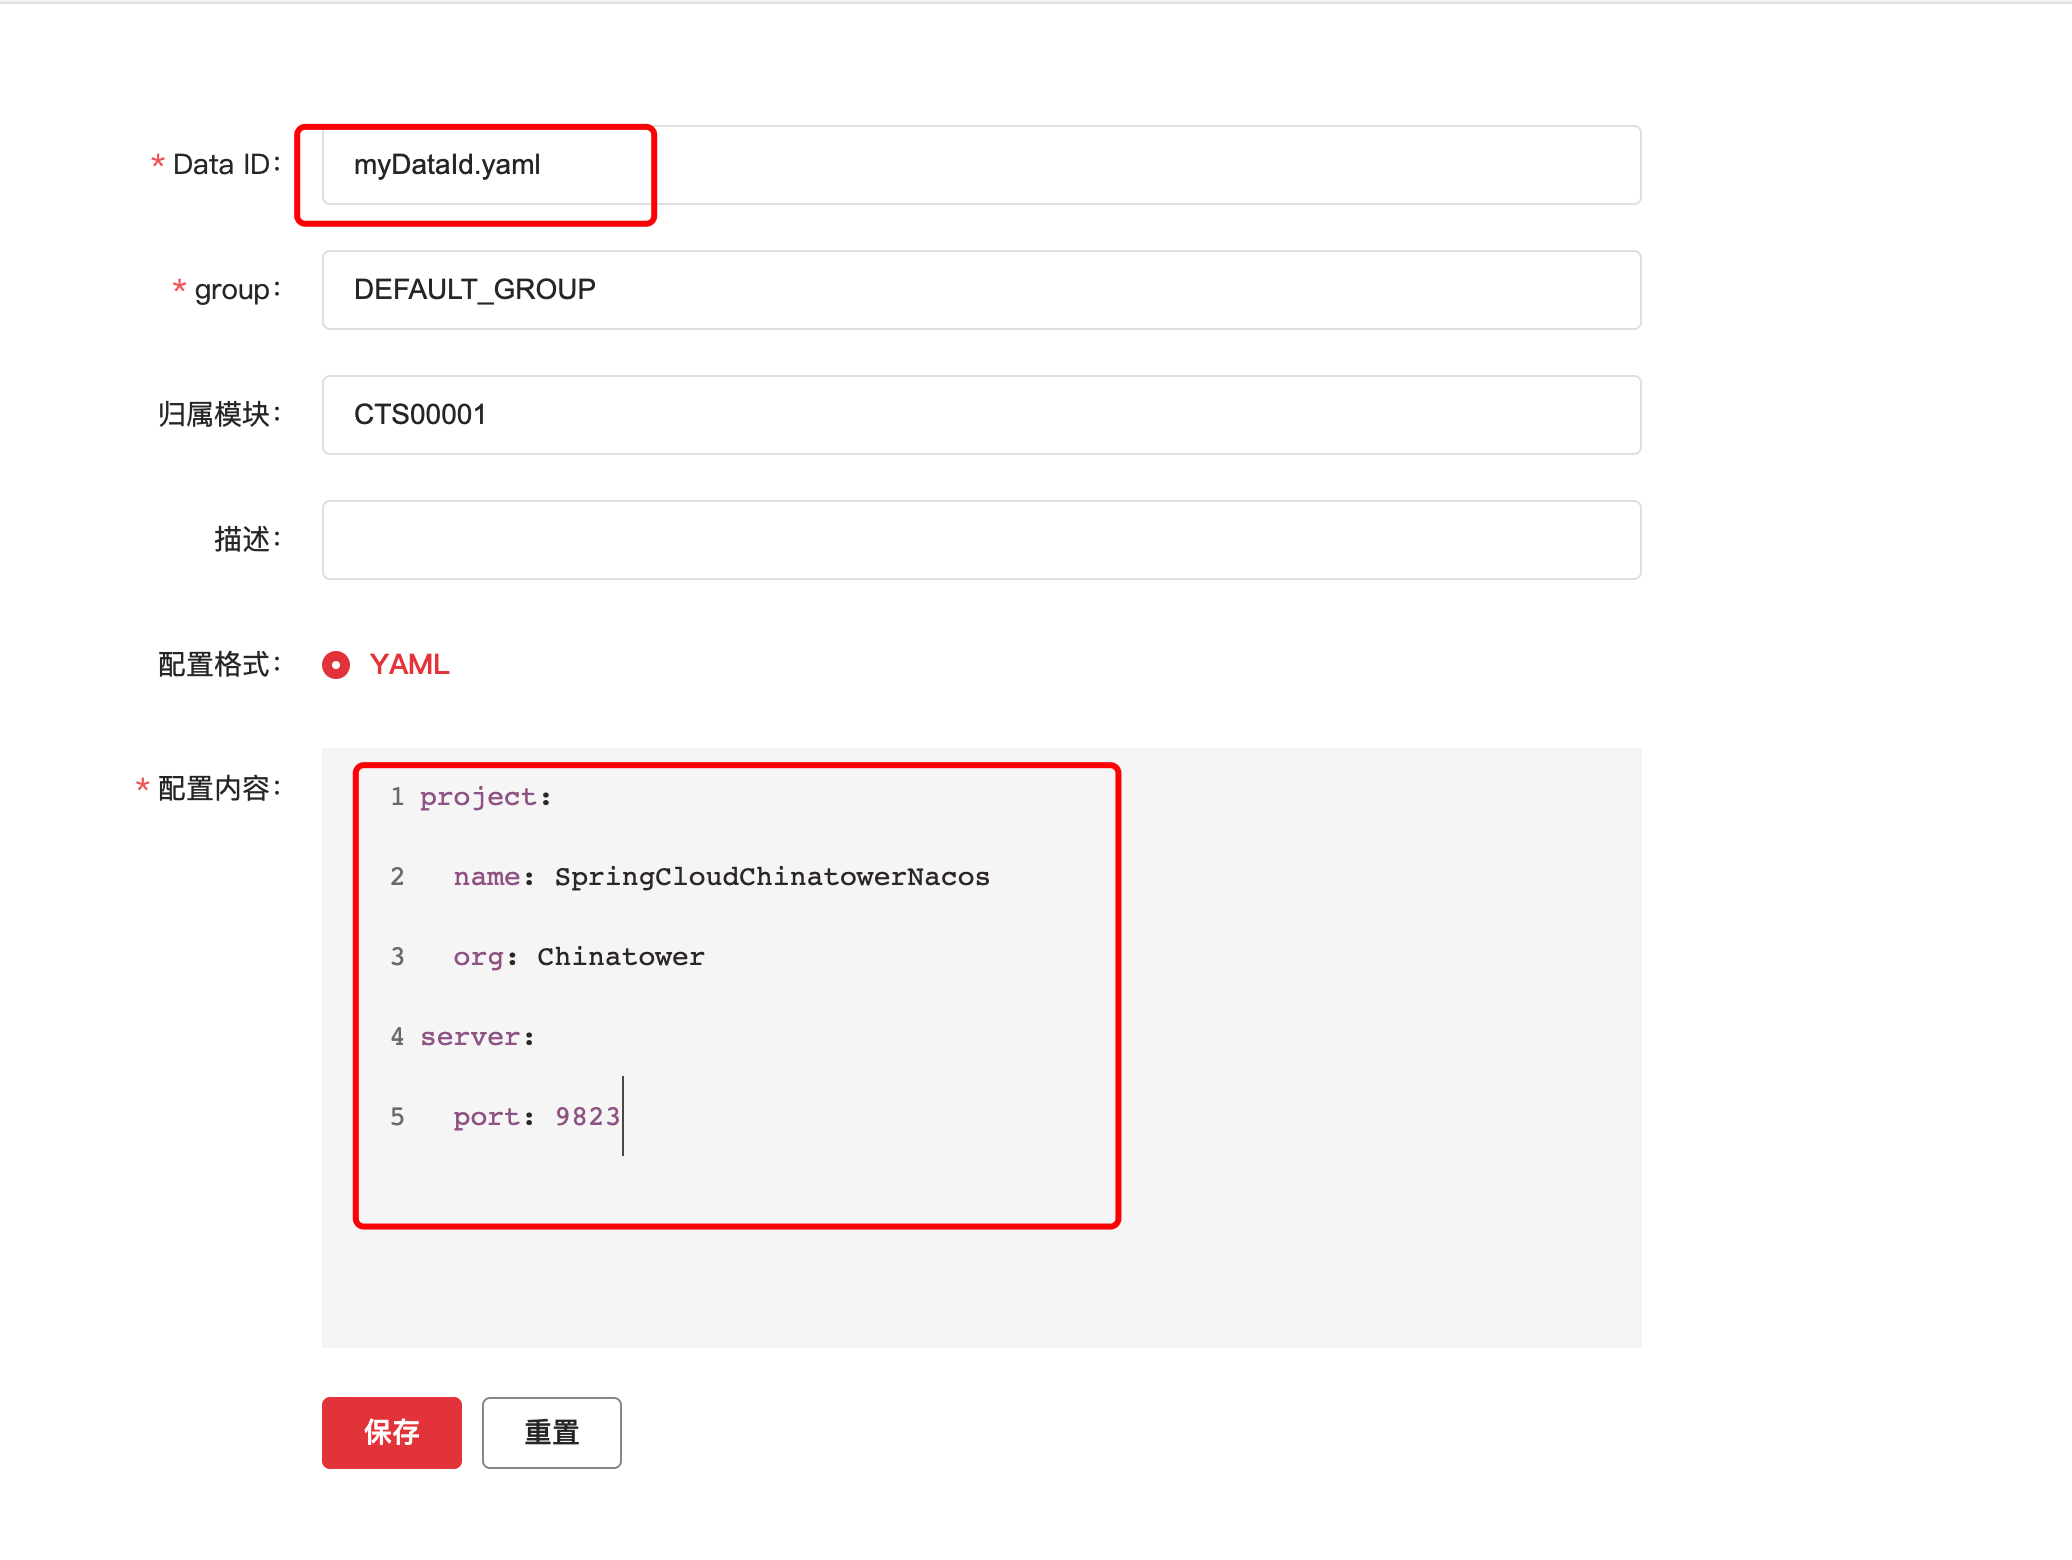 * Data ID: myDataId.yaml
* group: DEFAULT_GROUP
归属模块: CTS00001
描述:
配置格式: YAML
* 配置内容:
1 project:
2   name: SpringCloudChinatowerNacos
3   org: Chinatower
4 server:
5   port: 9823
保存 重置